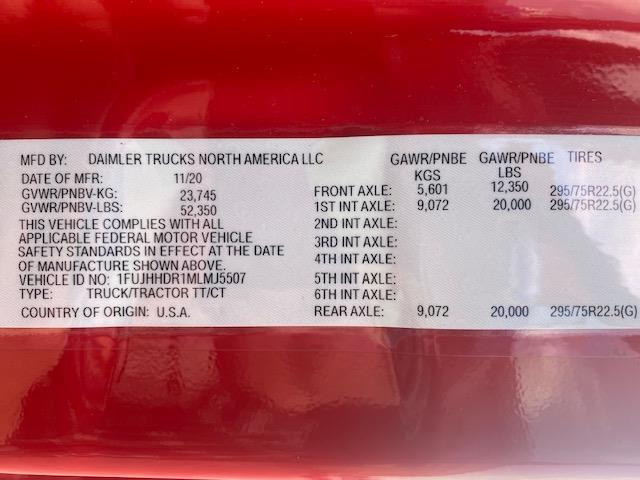 MFD BY: DAIMLER TRUCKS NORTH AMERICA LLC
DATE OF MFR: 11/20
GVWR/PNBV-KG: 23,745
GVWR/PNBV-LBS: 52,350
THIS VEHICLE COMPLIES WITH ALL
APPLICABLE FEDERAL MOTOR VEHICLE
SAFETY STANDARDS IN EFFECT AT THE DATE
OF MANUFACTURE SHOWN ABOVE.
VEHICLE ID NO: 1FUJHHDR1MLMJ5507
TYPE: TRUCK/TRACTOR TT/CT
COUNTRY OF ORIGIN: U.S.A.
GAWR/PNBE GAWR/PNBE TIRES
KGS LBS
FRONT AXLE: 5,601 12,350 295/75R22.5(G)
1ST INT AXLE: 9,072 20,000 295/75R22.5(G)
2ND INT AXLE:
3RD INT AXLE:
4TH INT AXLE:
5TH INT AXLE:
6TH INT AXLE:
REAR AXLE: 9,072 20,000 295/75R22.5(G)